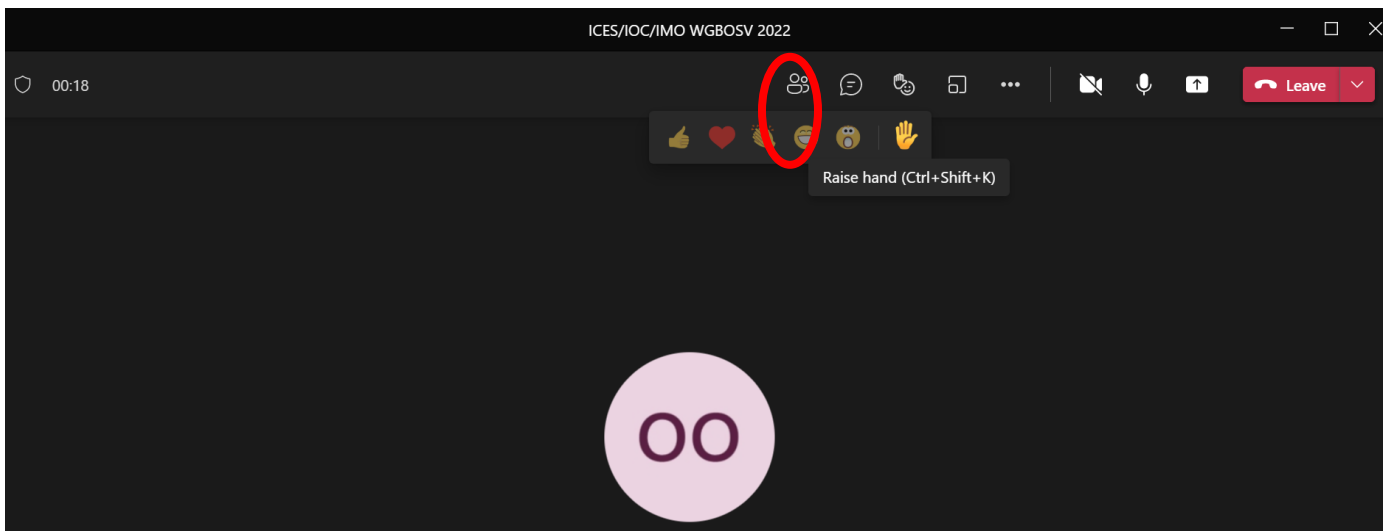 ICES/IOC/IMO WGBOSV 2022
00:18
Leave
Raise hand (Ctrl+Shift+K)
OO